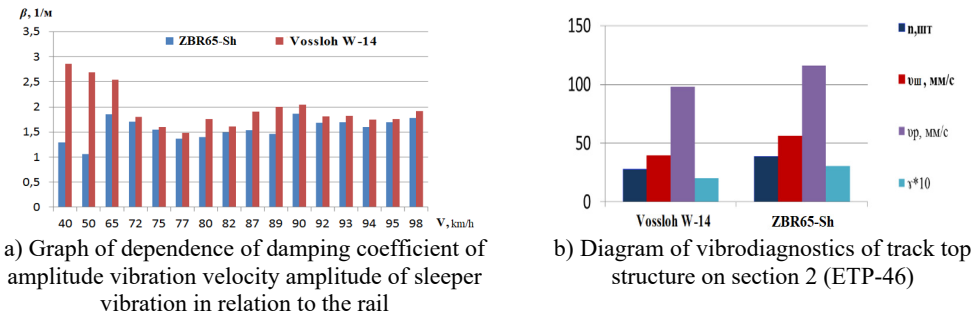 β, 1/м
3,5
3
2,5
2
1,5
1
0,5
0
ZBR65-Sh
Vossloh W-14
40 50 65 72 75 77 80 82 87 89 90 92 93 94 95 98
V, km/h
a) Graph of dependence of damping coefficient of
amplitude vibration velocity amplitude of sleeper
vibration in relation to the rail
150
100
50
0
Vossloh W-14
ZBR65-Sh
n,шт
υш , мм/с
υр, мм/с
γ*10
b) Diagram of vibrodiagnostics of track top
structure on section 2 (ETP-46)